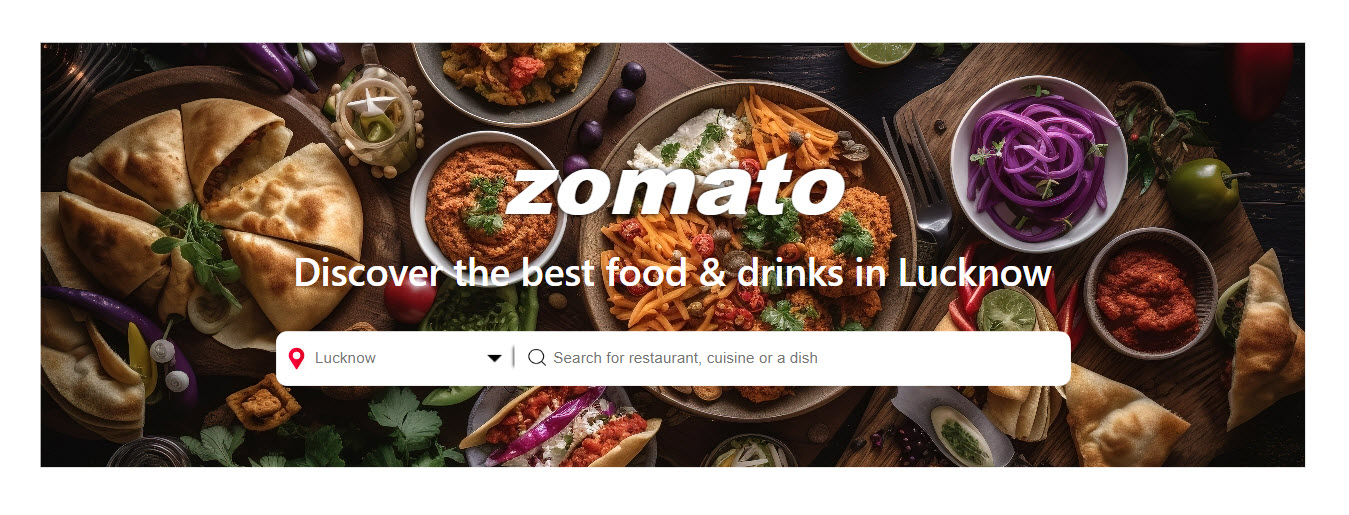 zomato
Discover the best food & drinks in Lucknow
Lucknow
Search for restaurant, cuisine or a dish